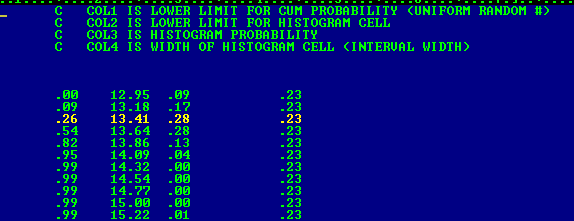 C COL1 IS LOWER LIMIT FOR CUM PROBABILITY (UNIFORM RANDOM #)
C COL2 IS LOWER LIMIT FOR HISTOGRAM CELL
C COL3 IS HISTOGRAM PROBABILITY
C COL4 IS WIDTH OF HISTOGRAM CELL (INTERVAL WIDTH)
.00 12.95 .09 .23
.09 13.18 .17 .23
.26 13.41 .28 .23
.54 13.64 .28 .23
.82 13.86 .13 .23
.95 14.09 .04 .23
.99 14.32 .00 .23
.99 14.54 .00 .23
.99 14.77 .00 .23
.99 15.00 .00 .23
.99 15.22 .01 .23